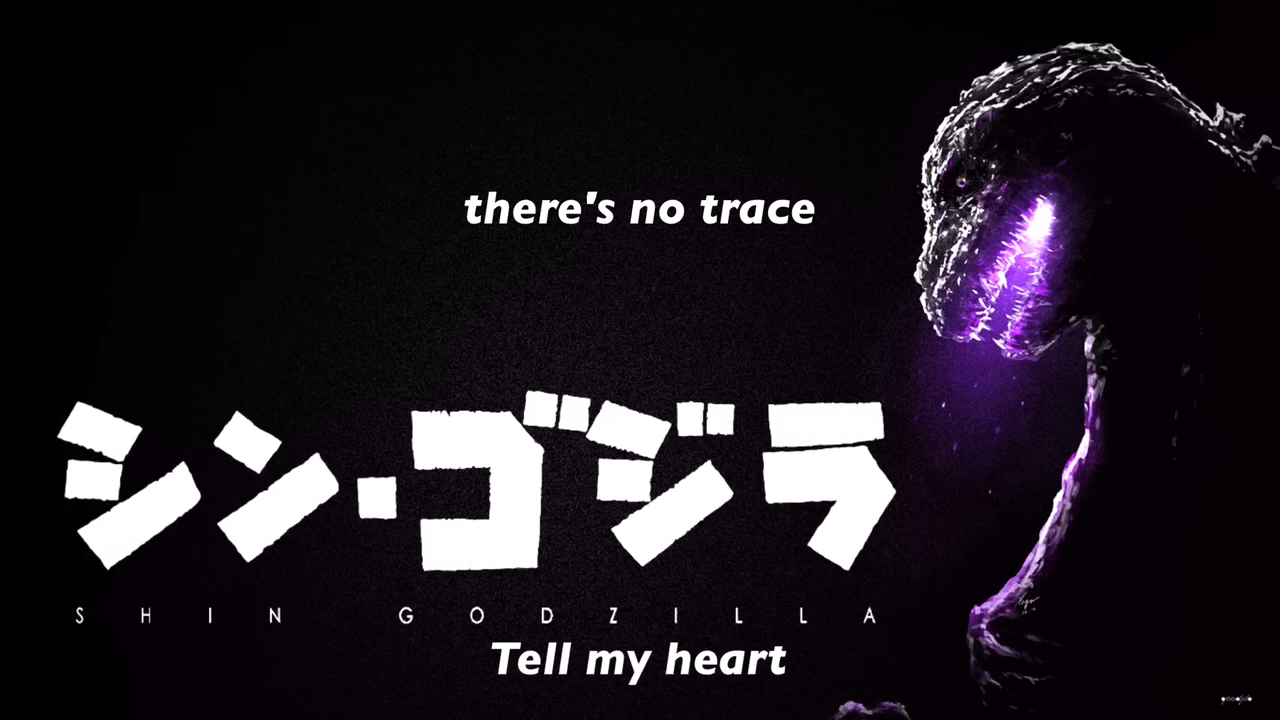 there's no trace
シン・ゴジラ
SHIN GODZILLA
Tell my heart